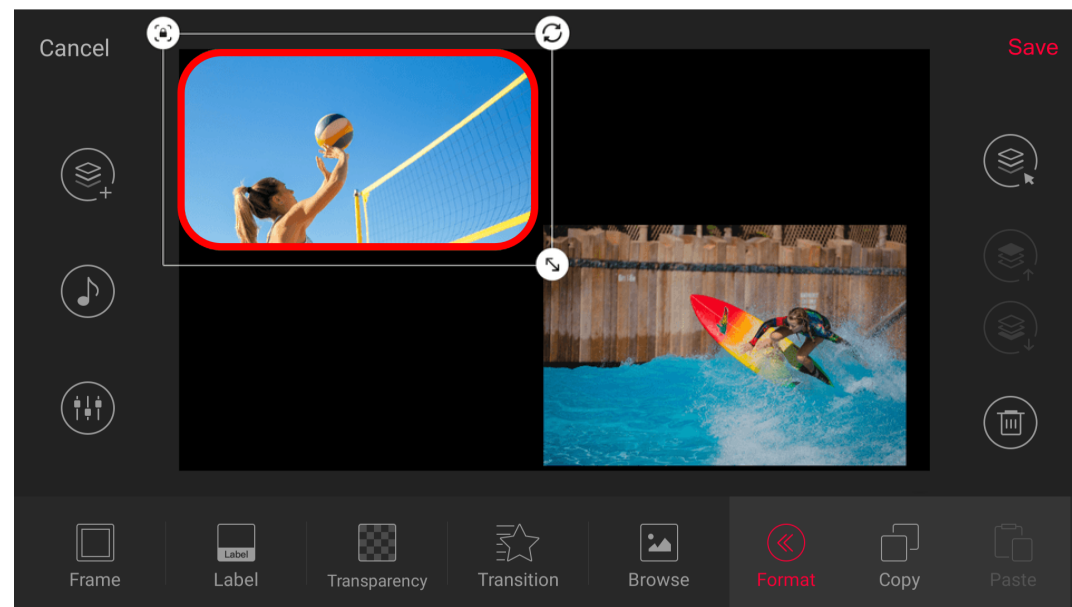 Cancel
Save
Label
Frame
Label
Transparency
Transition
Browse
Format
Copy
Paste